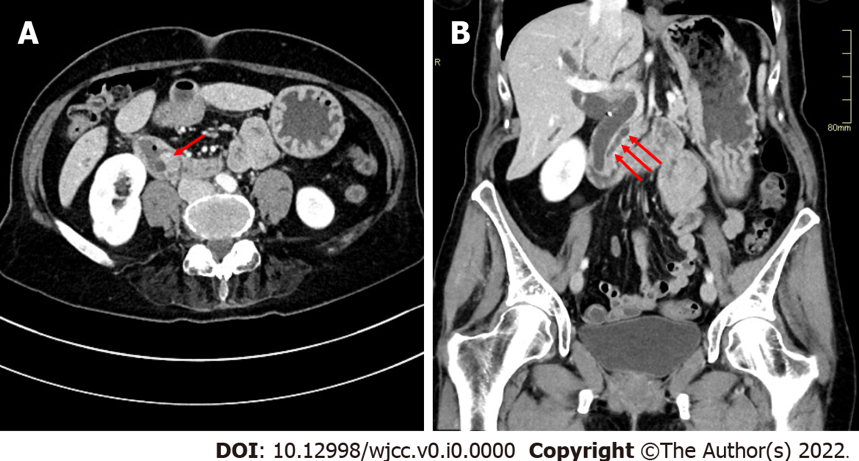 A
B
R
80mm
DOI: 10.12998/wjcc.v0.i0.0000 Copyright ©The Author(s) 2022.